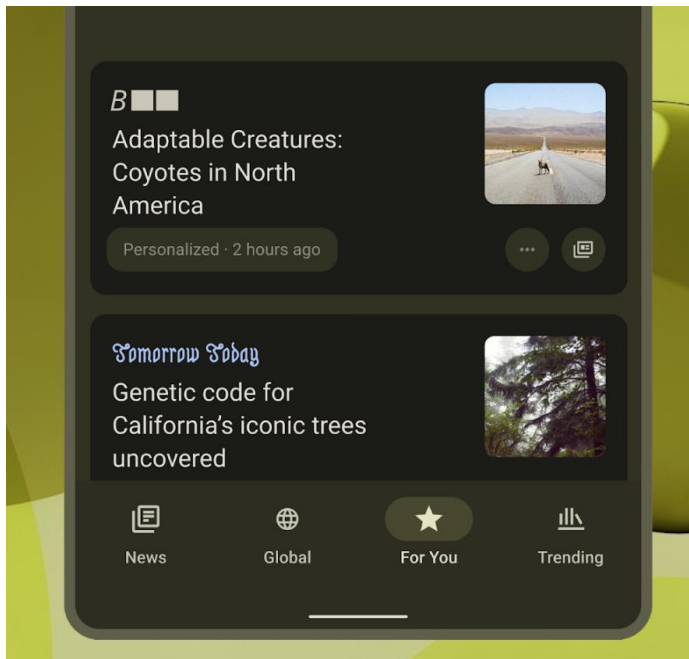 B
Adaptable Creatures:
Coyotes in North
America
Personalized · 2 hours ago
Tomorrow Today
Genetic code for
California’s iconic trees
uncovered
News
Global
For You
Trending